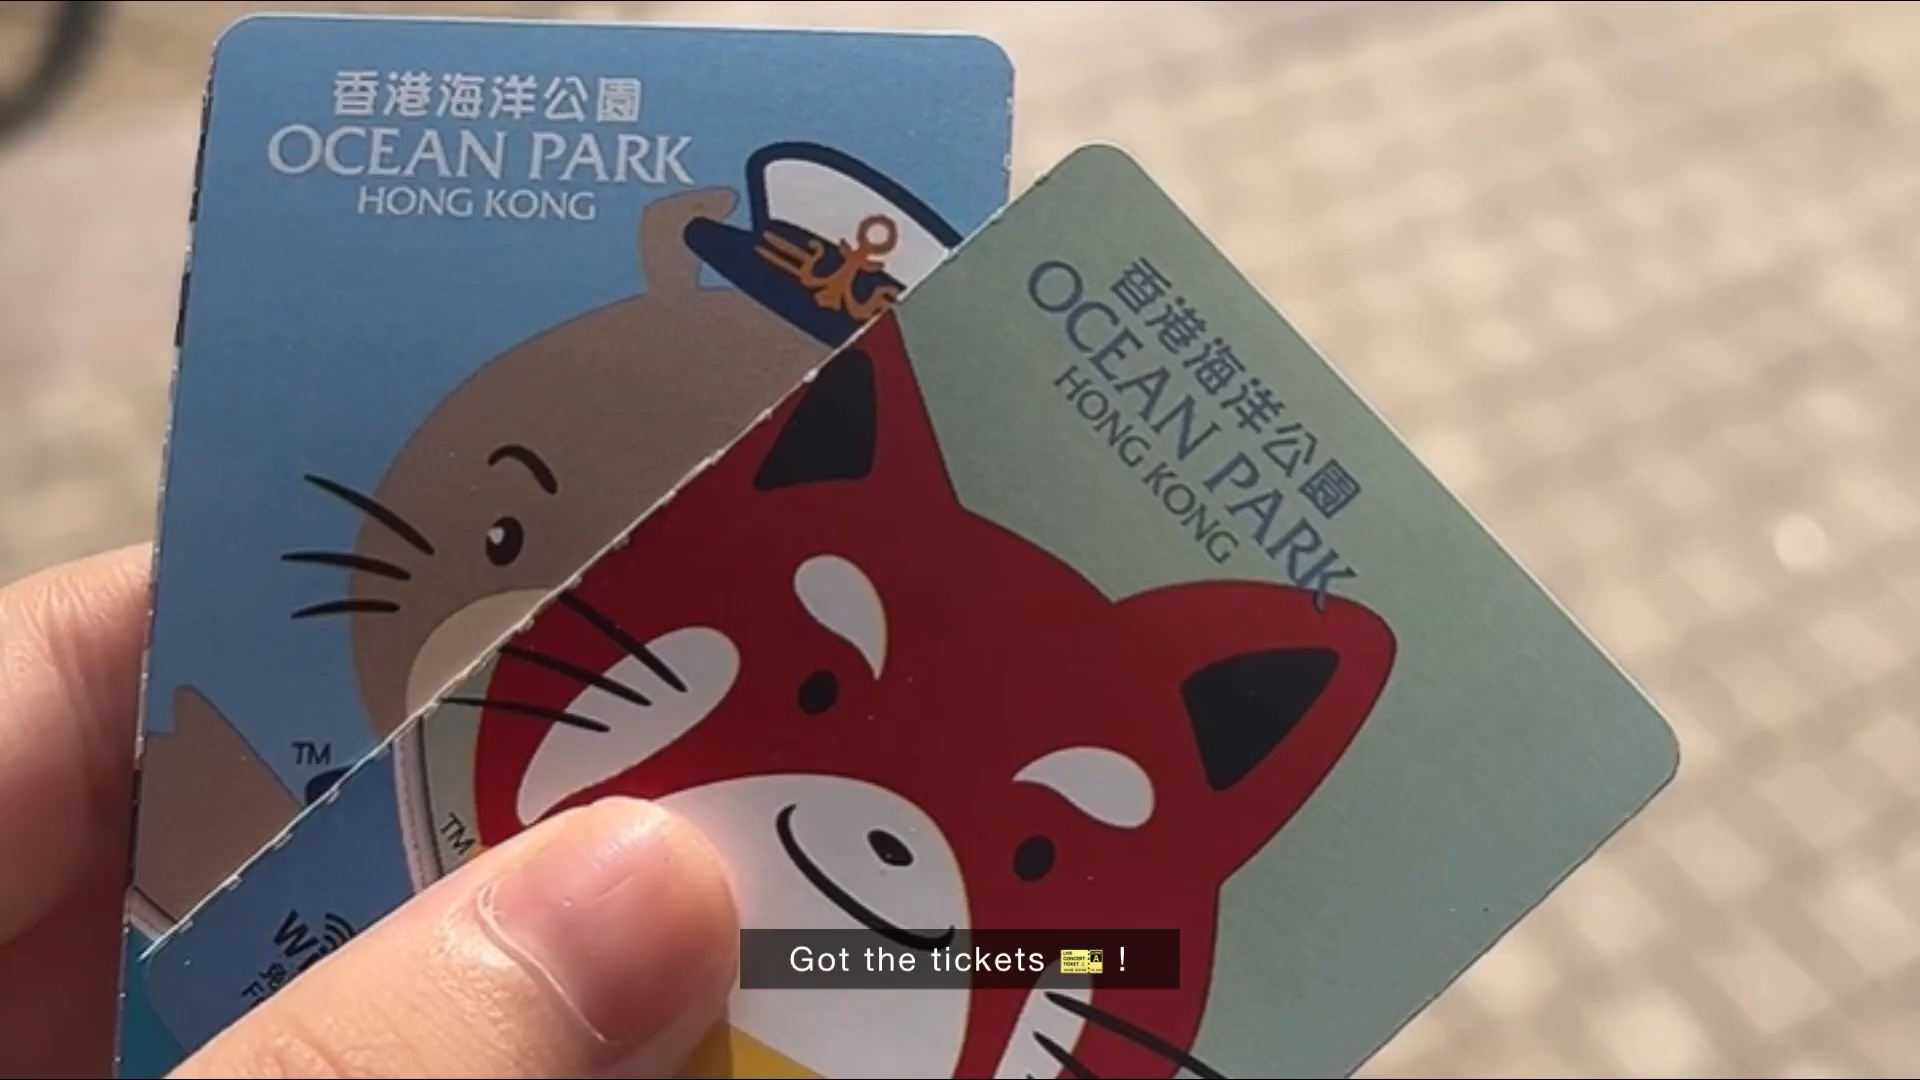 香港海洋公園
OCEAN PARK
HONG KONG
香港海洋公園
OCEAN PARK
HONG KONG
TM
TM
Got the tickets 🎫 !